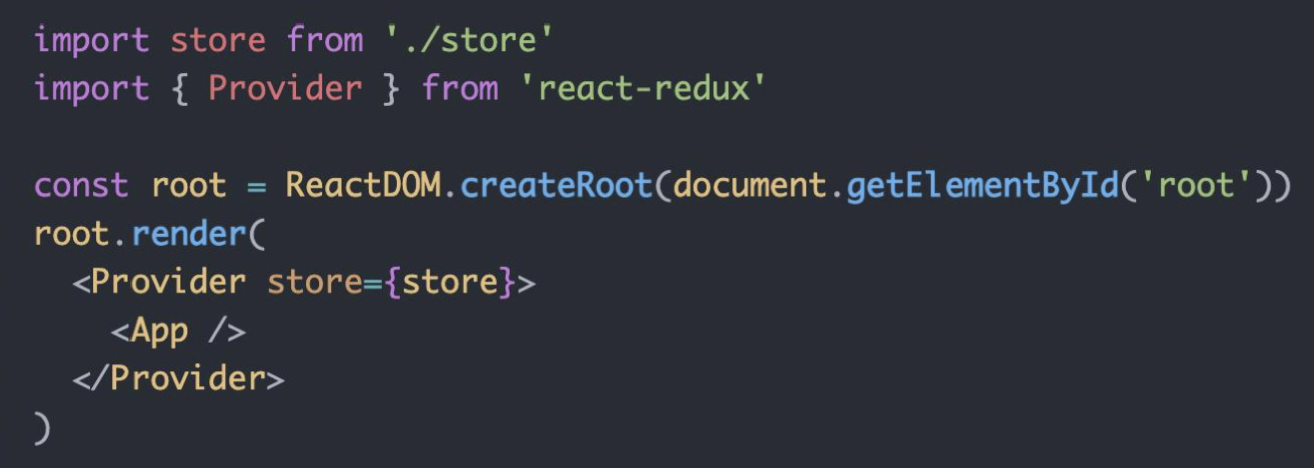 import store from './store'
import { Provider } from 'react-redux'

const root = ReactDOM.createRoot(document.getElementById('root'))
root.render(
  <Provider store={store}>
    <App />
  </Provider>
)